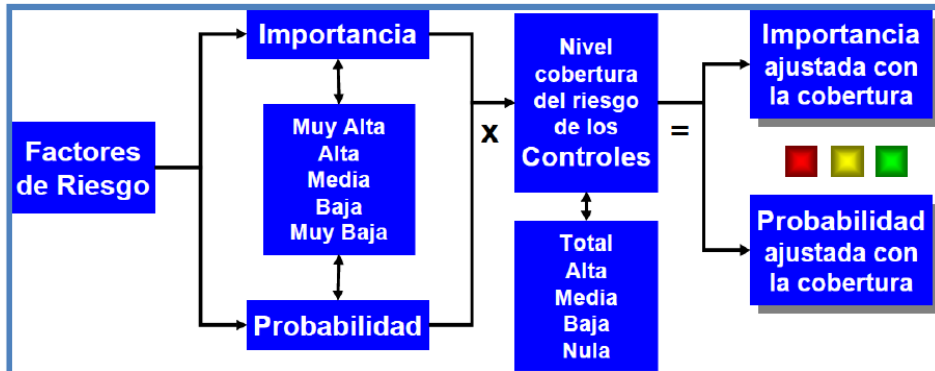 Factores
de Riesgo
Importancia
Muy Alta
Alta
Media
Baja
Muy Baja
Probabilidad
x
Nivel
cobertura
del riesgo
de los
Controles
Total
Alta
Media
Baja
Nula
=
Importancia
ajustada con
la cobertura
Probabilidad
ajustada con
la cobertura